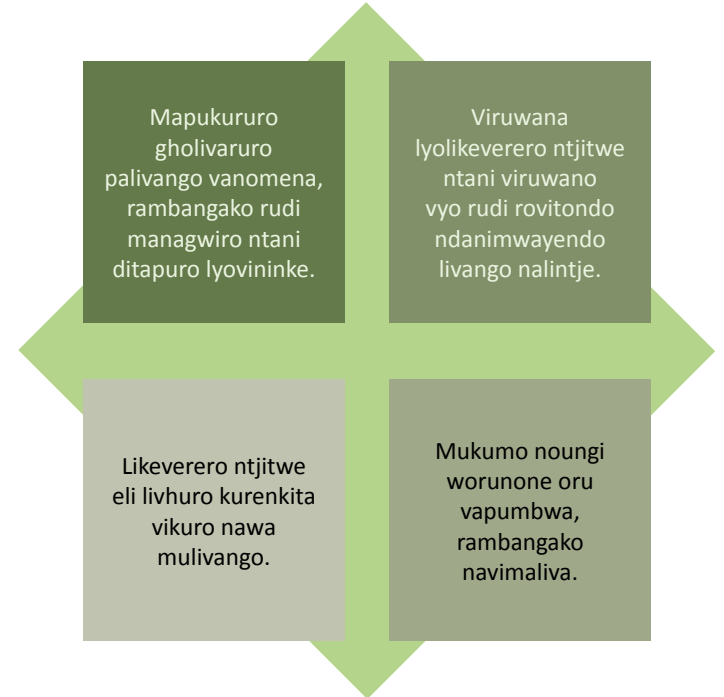 Mapukururo
gholivaruro
palivango vanomena,
rambangako rudi
managwiro ntani
ditapuro lyovininke.
Viruwana
lyolikeverero ntjitwe
ntani viruwano
vyo rudi rovitondo
ndanimwayendo
livango nalintje.
Likeverero ntjitwe
eli livhuro kurenkita
vikuro nawa
mulivango.
Mukumo noungi
worunone oru
vapumbwa,
rambangako
navimaliva.